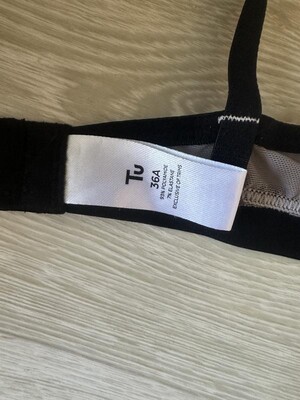 Tu
36A
93% POLYAMIDE
7% ELASTANE
EXCLUSIVE OF TRIMS